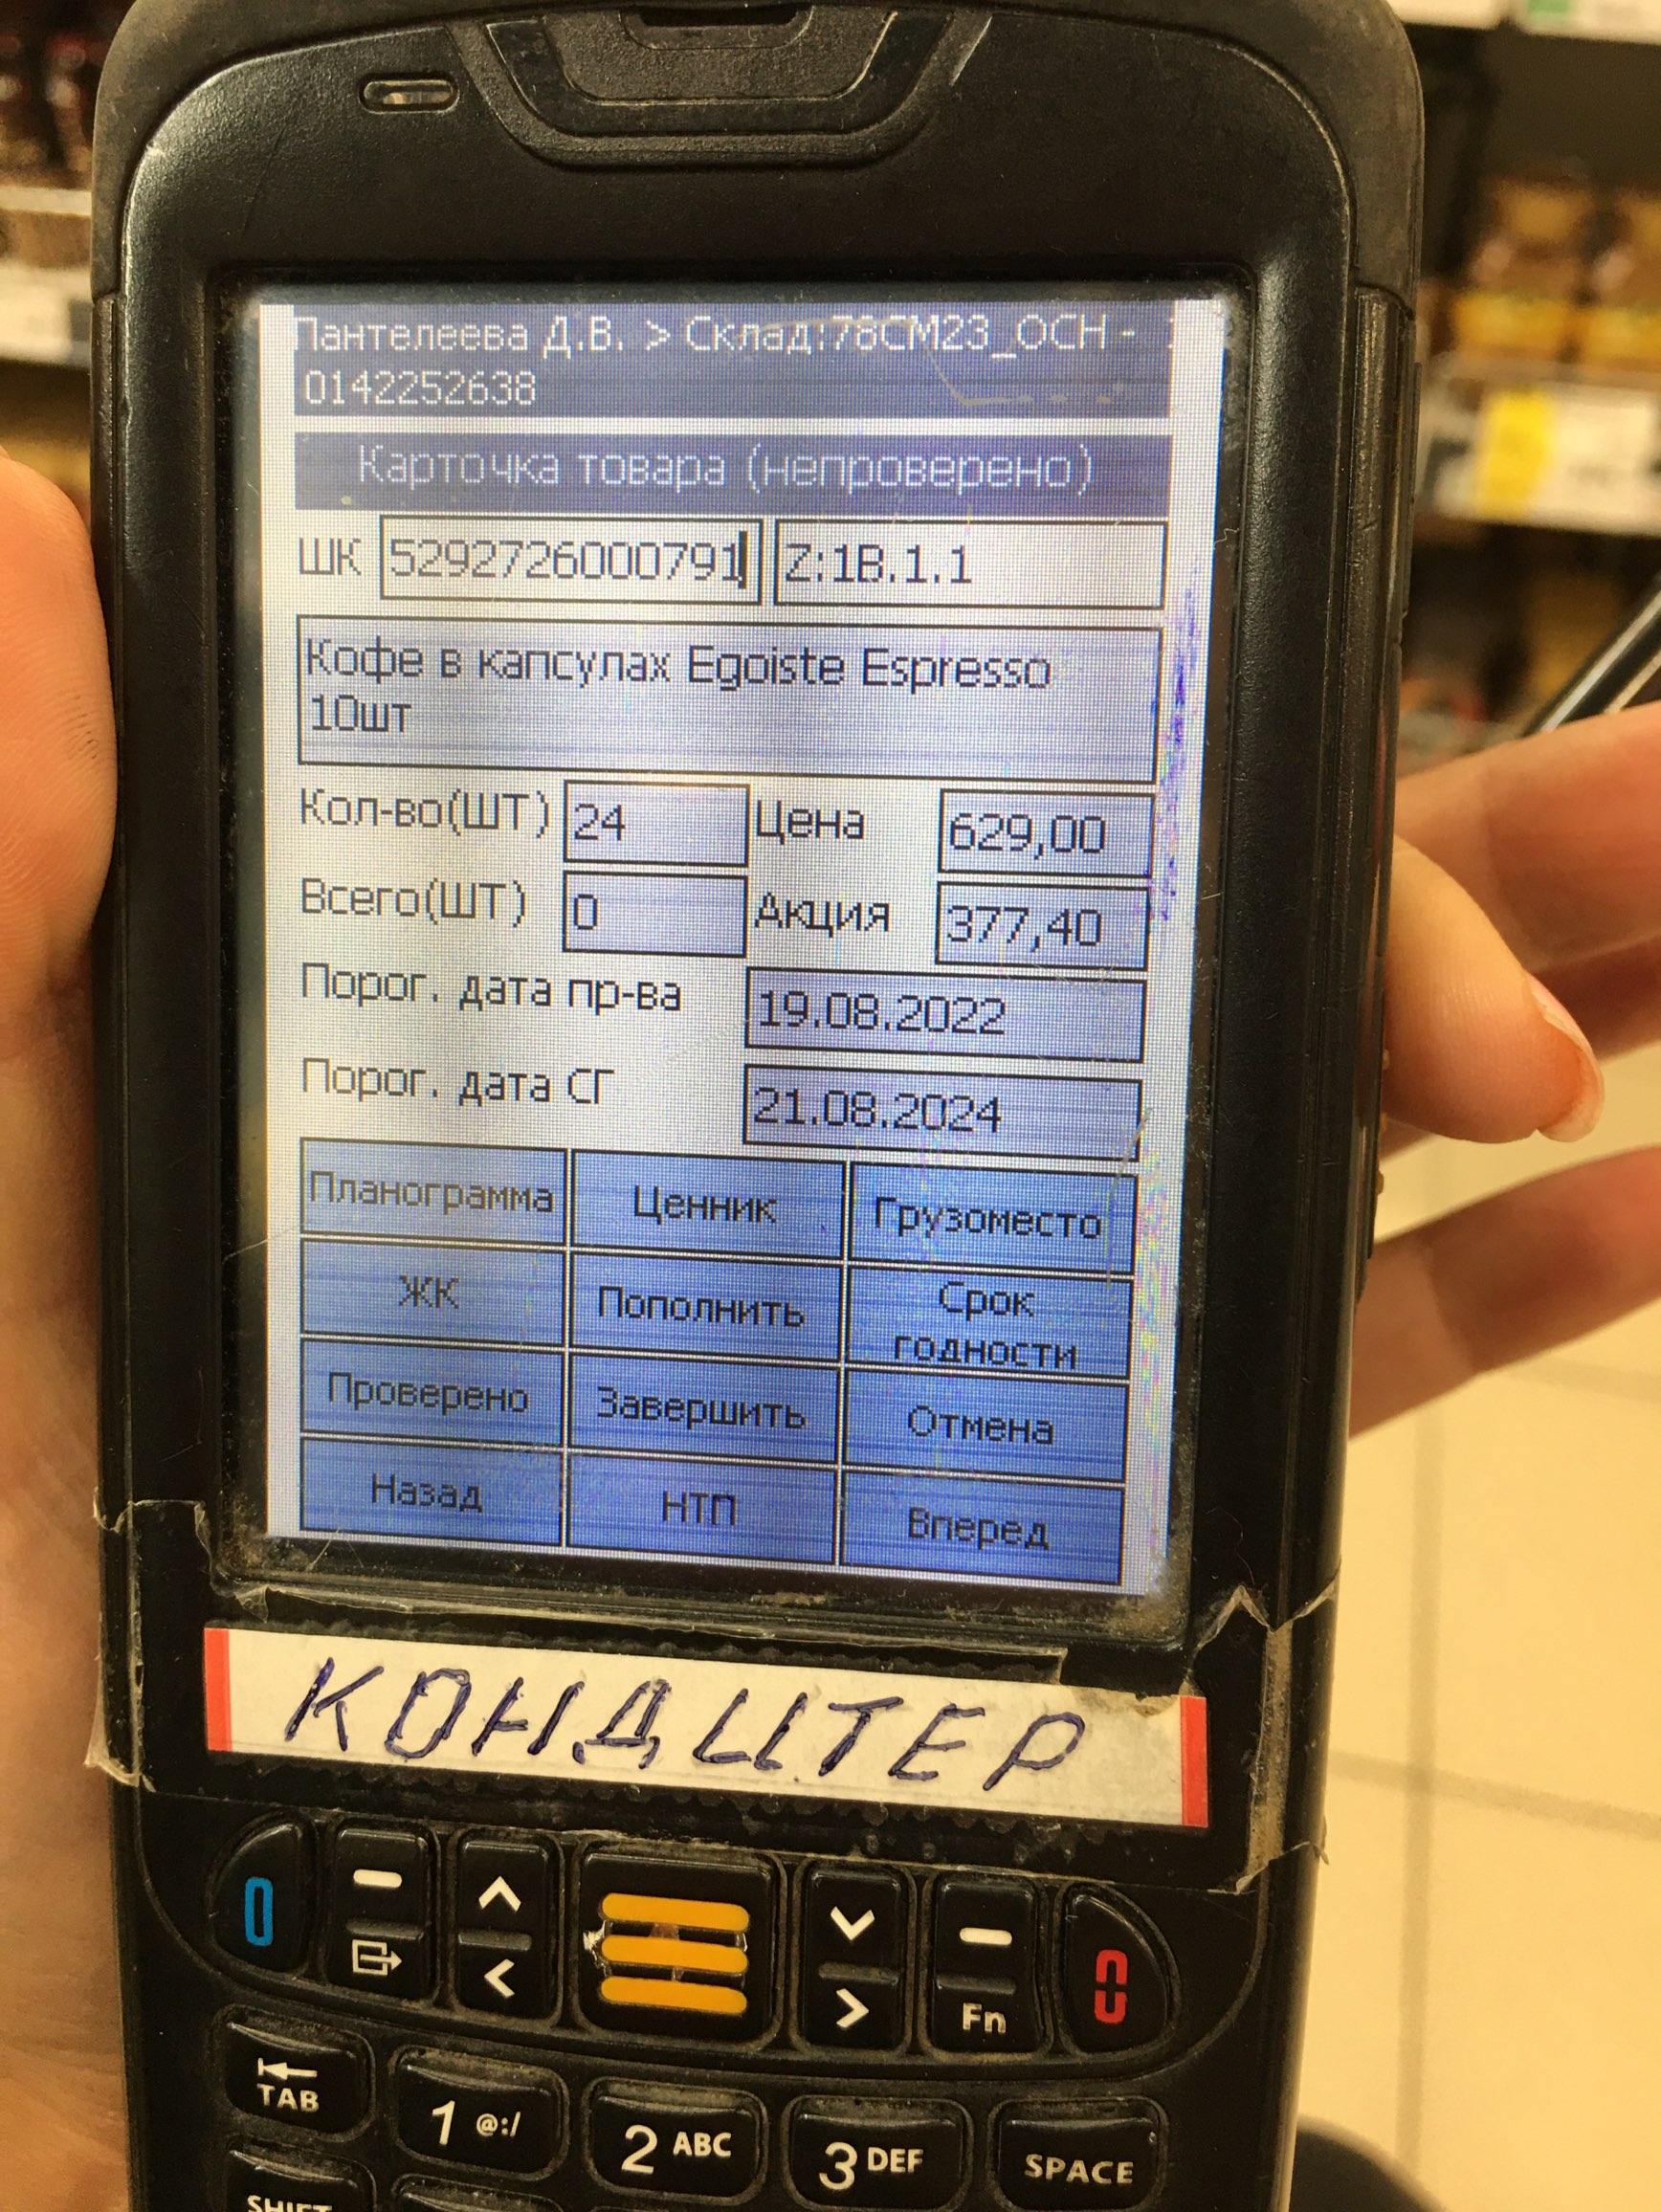 Пантелеева Д.В. > Склад:78СМ23_ОСН -
0142252638
Карточка товара (непроверено)
ШК 5292726000791 Z:1B.1.1
Кофе в капсулах Egoiste Espresso
10шт
Кол-во(ШТ) 24 Цена 629,00
Всего(ШТ) 0 Акция 377,40
Порог. дата пр-ва 19.08.2022
Порог. дата СГ 21.08.2024
Планограмма Ценник Грузоместо
ЖК Пополнить Срок годности
Проверено Завершить Отмена
Назад НТП Вперед
КОНДИТЕР
Fn
TAB 1 @:/ 2 ABC 3 DEF SPACE
SHIFT